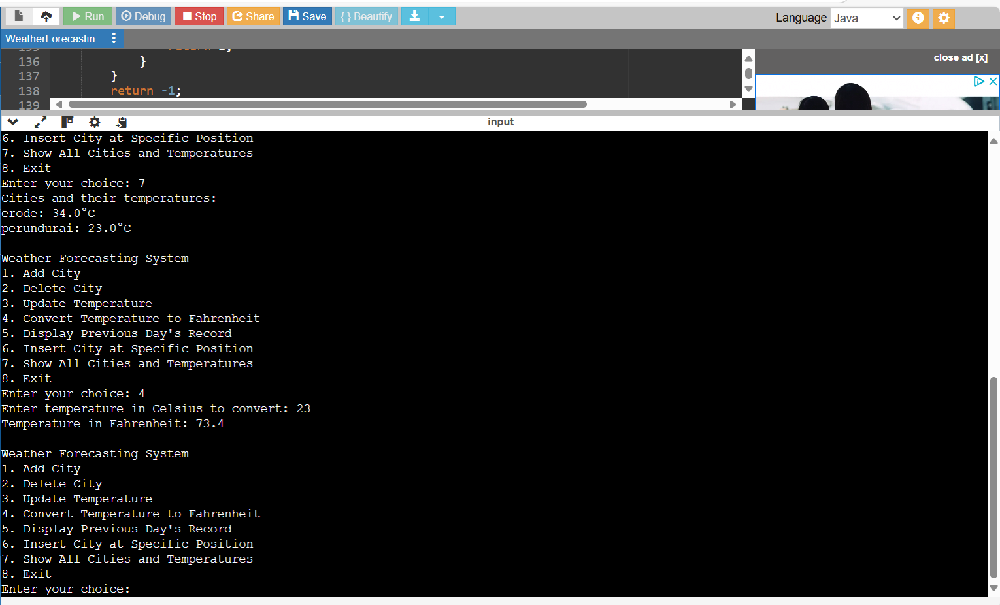 Run Debug Stop Share Save { } Beautify Language Java
WeatherForecastin...
136 }
137 }
138 return -1;
139
close ad [x]
input
6. Insert City at Specific Position
7. Show All Cities and Temperatures
8. Exit
Enter your choice: 7
Cities and their temperatures:
erode: 34.0°C
perundurai: 23.0°C
Weather Forecasting System
1. Add City
2. Delete City
3. Update Temperature
4. Convert Temperature to Fahrenheit
5. Display Previous Day's Record
6. Insert City at Specific Position
7. Show All Cities and Temperatures
8. Exit
Enter your choice: 4
Enter temperature in Celsius to convert: 23
Temperature in Fahrenheit: 73.4
Weather Forecasting System
1. Add City
2. Delete City
3. Update Temperature
4. Convert Temperature to Fahrenheit
5. Display Previous Day's Record
6. Insert City at Specific Position
7. Show All Cities and Temperatures
8. Exit
Enter your choice: